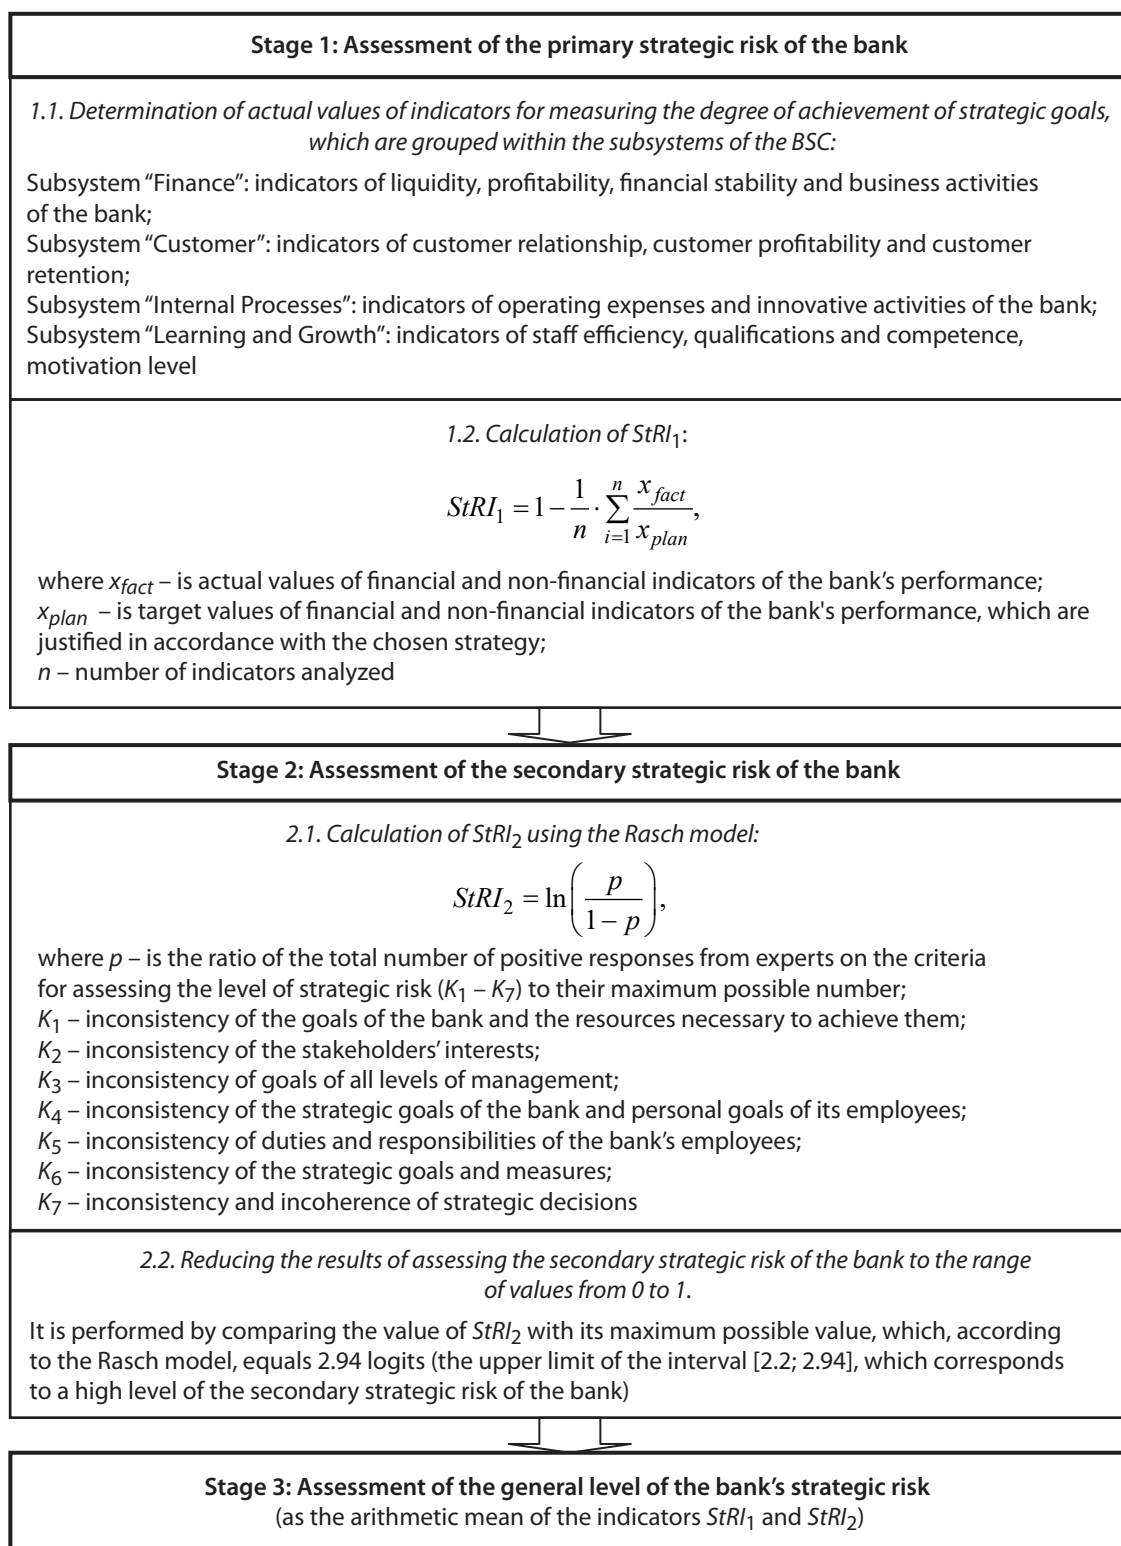 Stage 1: Assessment of the primary strategic risk of the bank
1.1. Determination of actual values of indicators for measuring the degree of achievement of strategic goals,
which are grouped within the subsystems of the BSC:
Subsystem “Finance”: indicators of liquidity, profitability, financial stability and business activities
of the bank;
Subsystem “Customer”: indicators of customer relationship, customer profitability and customer
retention;
Subsystem “Internal Processes”: indicators of operating expenses and innovative activities of the bank;
Subsystem “Learning and Growth”: indicators of staff efficiency, qualifications and competence,
motivation level
1.2. Calculation of StRI₁:
StRI₁ = 1 − 1/n · ∑ⁿᵢ₌₁ x_fact / x_plan,
where x_fact – is actual values of financial and non-financial indicators of the bank’s performance;
x_plan – is target values of financial and non-financial indicators of the bank's performance, which are
justified in accordance with the chosen strategy;
n – number of indicators analyzed
Stage 2: Assessment of the secondary strategic risk of the bank
2.1. Calculation of StRI₂ using the Rasch model:
StRI₂ = ln(p / (1 − p)),
where p – is the ratio of the total number of positive responses from experts on the criteria
for assessing the level of strategic risk (K₁ – K₇) to their maximum possible number;
K₁ – inconsistency of the goals of the bank and the resources necessary to achieve them;
K₂ – inconsistency of the stakeholders’ interests;
K₃ – inconsistency of goals of all levels of management;
K₄ – inconsistency of the strategic goals of the bank and personal goals of its employees;
K₅ – inconsistency of duties and responsibilities of the bank’s employees;
K₆ – inconsistency of the strategic goals and measures;
K₇ – inconsistency and incoherence of strategic decisions
2.2. Reducing the results of assessing the secondary strategic risk of the bank to the range
of values from 0 to 1.
It is performed by comparing the value of StRI₂ with its maximum possible value, which, according
to the Rasch model, equals 2.94 logits (the upper limit of the interval [2.2; 2.94], which corresponds
to a high level of the secondary strategic risk of the bank)
Stage 3: Assessment of the general level of the bank’s strategic risk
(as the arithmetic mean of the indicators StRI₁ and StRI₂)